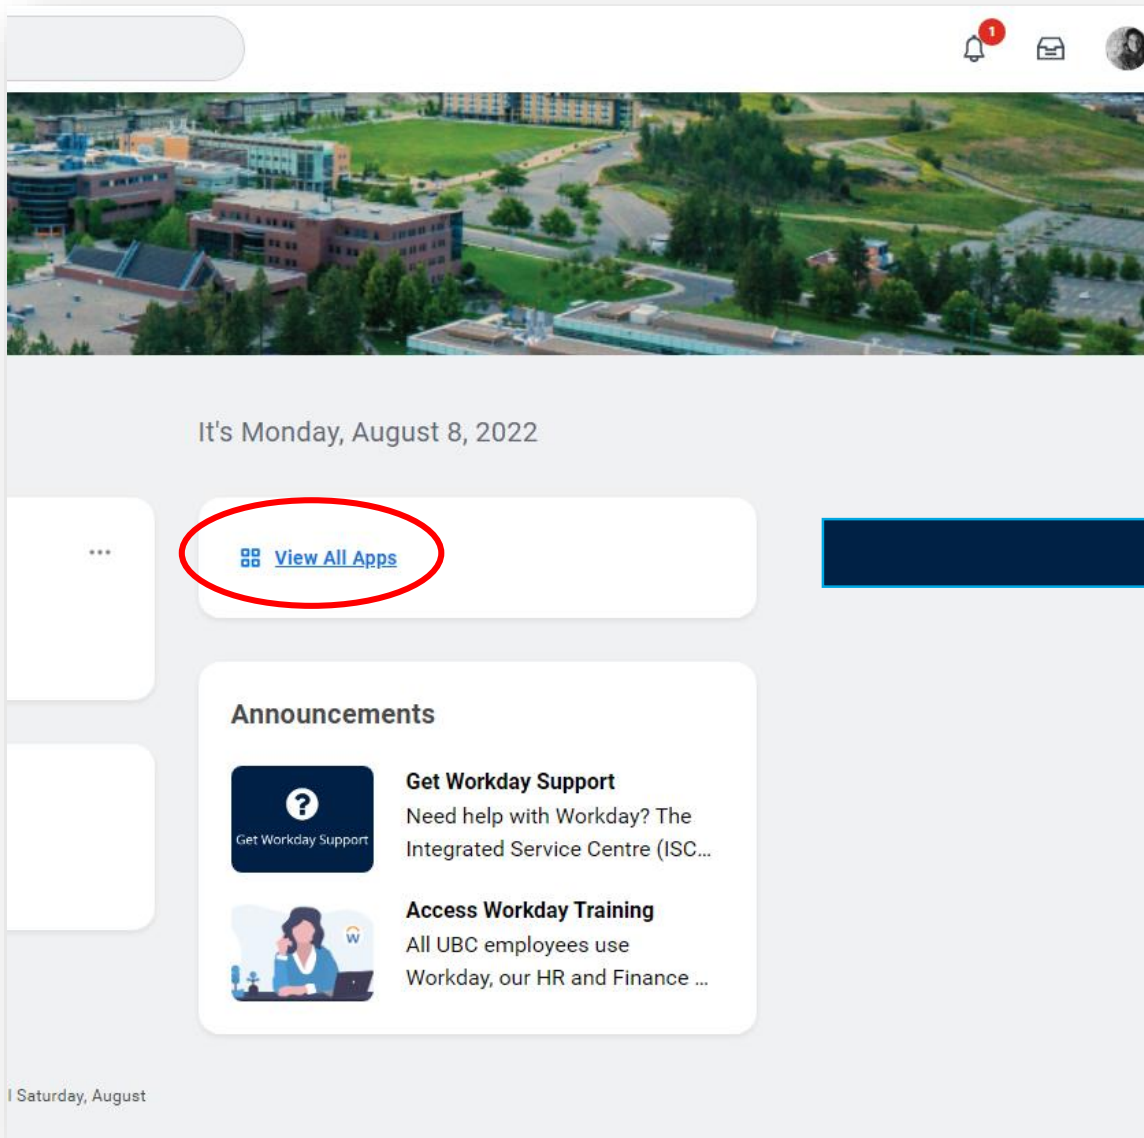 1
It's Monday, August 8, 2022
View All Apps
Announcements
Get Workday Support
Get Workday Support
Need help with Workday? The
Integrated Service Centre (ISC...
W
Access Workday Training
All UBC employees use
Workday, our HR and Finance ...
l Saturday, August